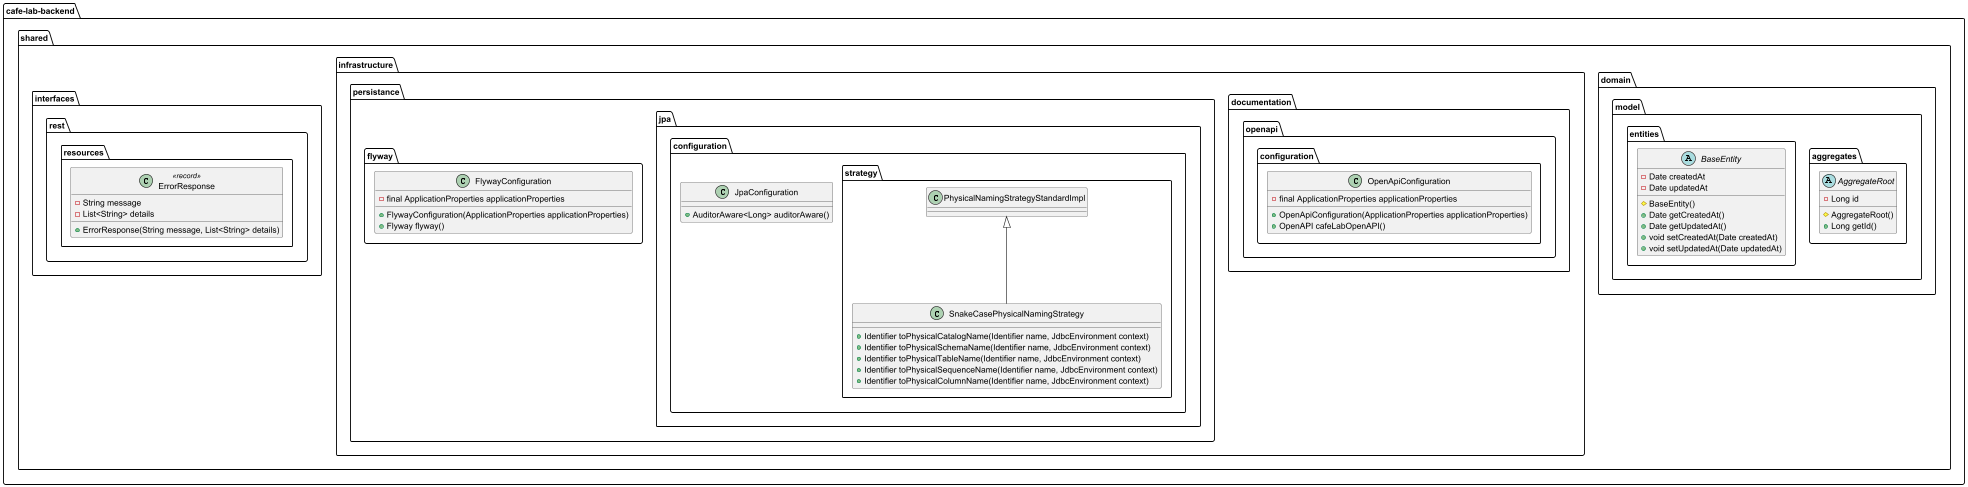 cafe-lab-backend
shared
interfaces
rest
resources
«record»
ErrorResponse
String message
List<String> details
ErrorResponse(String message, List<String> details)
infrastructure
persistance
flyway
FlywayConfiguration
final ApplicationProperties applicationProperties
FlywayConfiguration(ApplicationProperties applicationProperties)
Flyway flyway()
jpa
configuration
JpaConfiguration
AuditorAware<Long> auditorAware()
strategy
PhysicalNamingStrategyStandardImpl
SnakeCasePhysicalNamingStrategy
Identifier toPhysicalCatalogName(Identifier name, JdbcEnvironment context)
Identifier toPhysicalSchemaName(Identifier name, JdbcEnvironment context)
Identifier toPhysicalTableName(Identifier name, JdbcEnvironment context)
Identifier toPhysicalSequenceName(Identifier name, JdbcEnvironment context)
Identifier toPhysicalColumnName(Identifier name, JdbcEnvironment context)
documentation
openapi
configuration
OpenApiConfiguration
final ApplicationProperties applicationProperties
OpenApiConfiguration(ApplicationProperties applicationProperties)
OpenAPI cafeLabOpenAPI()
domain
model
entities
BaseEntity
Date createdAt
Date updatedAt
BaseEntity()
Date getCreatedAt()
Date getUpdatedAt()
void setCreatedAt(Date createdAt)
void setUpdatedAt(Date updatedAt)
aggregates
AggregateRoot
Long id
AggregateRoot()
Long getId()